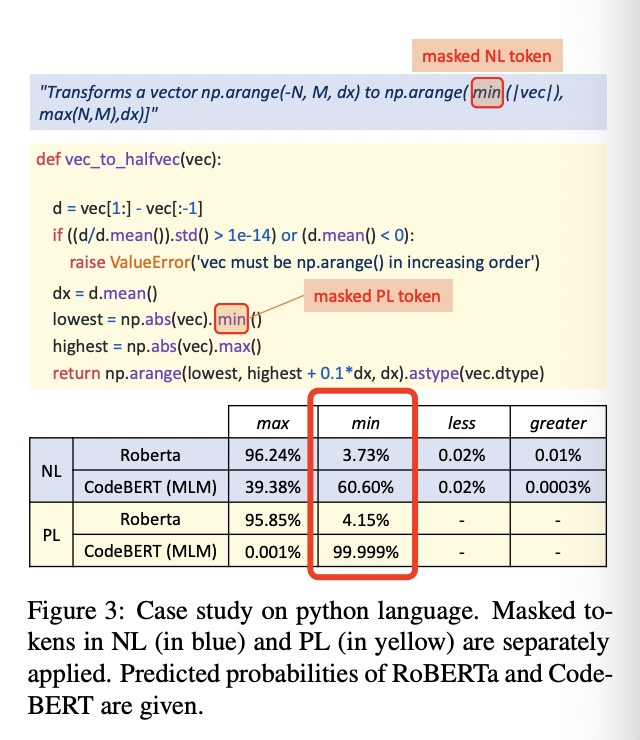 masked NL token
"Transforms a vector np.arange(-N, M, dx) to np.arange( min (|vec|),
max(N,M),dx)]"
def vec_to_halfvec(vec):
d = vec[1:] - vec[:-1]
if ((d/d.mean()).std() > 1e-14) or (d.mean() < 0):
raise ValueError('vec must be np.arange() in increasing order')
dx = d.mean()
masked PL token
lowest = np.abs(vec). min ()
highest = np.abs(vec).max()
return np.arange(lowest, highest + 0.1*dx, dx).astype(vec.dtype)
max min less greater
NL Roberta 96.24% 3.73% 0.02% 0.01%
CodeBERT (MLM) 39.38% 60.60% 0.02% 0.0003%
PL Roberta 95.85% 4.15% - -
CodeBERT (MLM) 0.001% 99.999% - -
Figure 3: Case study on python language. Masked to-
kens in NL (in blue) and PL (in yellow) are separately
applied. Predicted probabilities of RoBERTa and Code-
BERT are given.